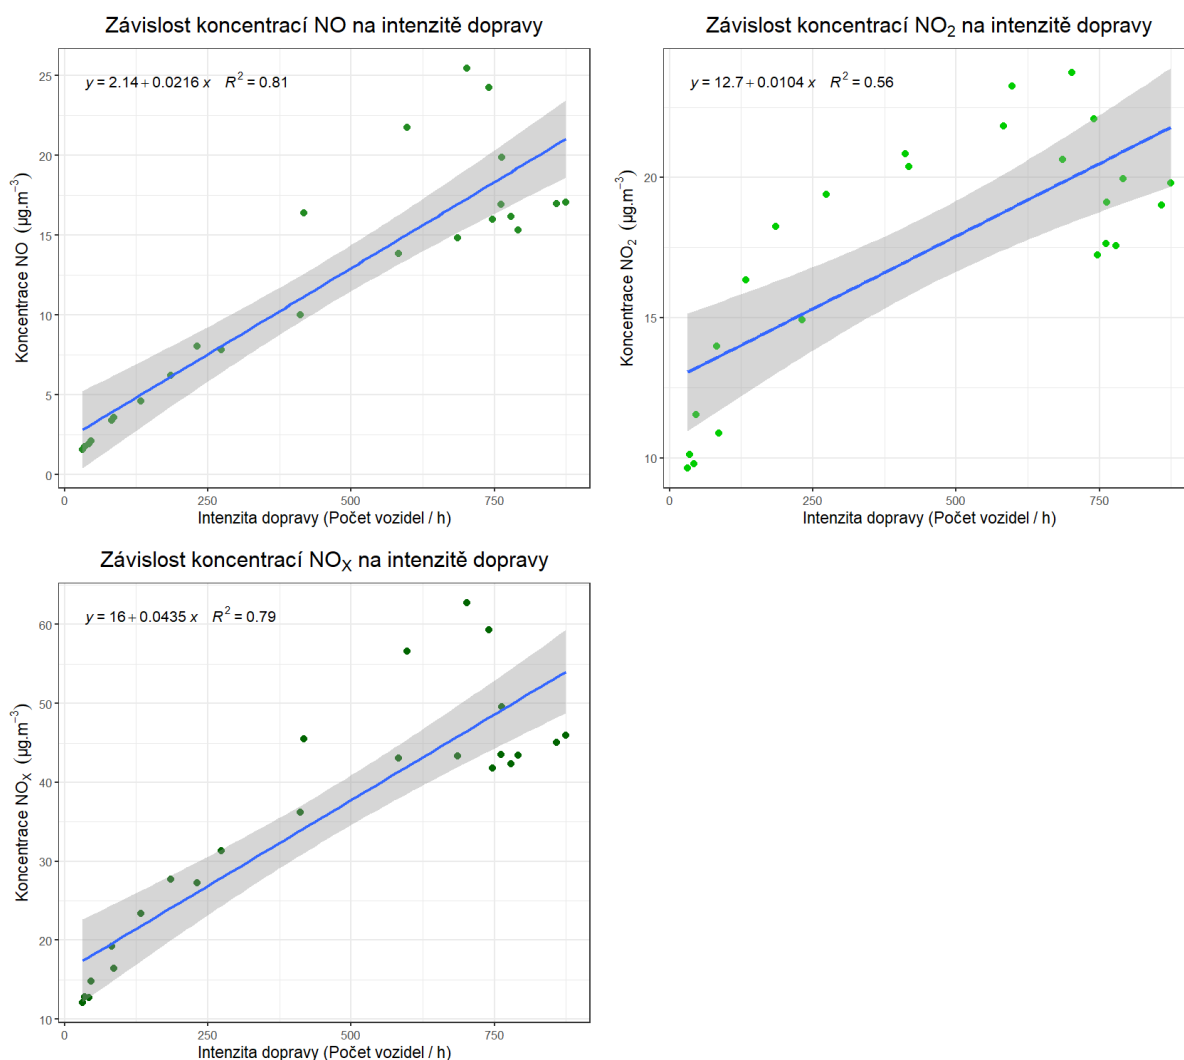 Závislost koncentrací NO na intenzitě dopravy
y = 2.14 + 0.0216 x R² = 0.81
Koncentrace NO (μg.m⁻³)
25
20
15
10
5
0
0 250 500 750
Intenzita dopravy (Počet vozidel / h)
Závislost koncentrací NO₂ na intenzitě dopravy
y = 12.7 + 0.0104 x R² = 0.56
Koncentrace NO₂ (μg.m⁻³)
20
15
10
0 250 500 750
Intenzita dopravy (Počet vozidel / h)
Závislost koncentrací NOX na intenzitě dopravy
y = 16 + 0.0435 x R² = 0.79
Koncentrace NOX (μg.m⁻³)
60
50
40
30
20
10
0 250 500 750
Intenzita dopravy (Počet vozidel / h)